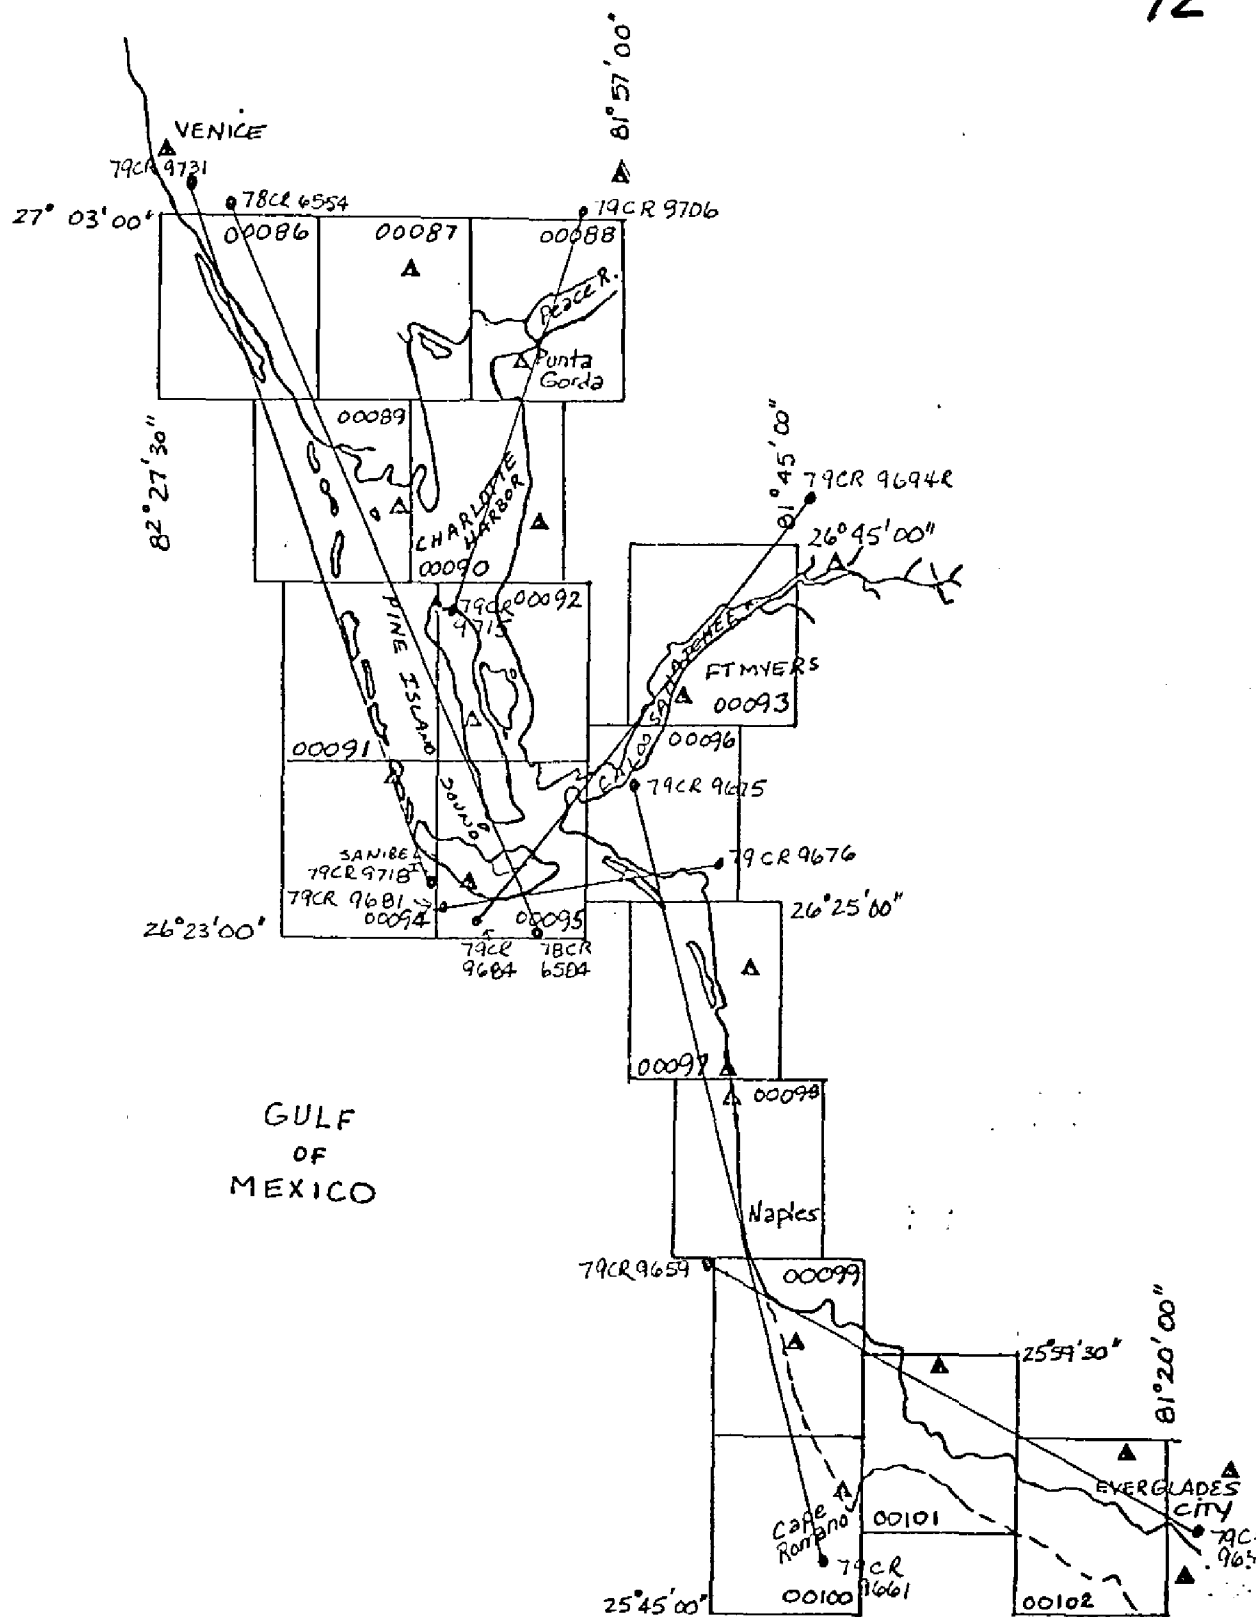 12
81°57'00"
VENICE
79CR 9731
78CR 6554
79CR 9706
27° 03'00"
00086
00087
00088
Peace R.
Punta
Gorda
82°27'30"
00089
CHARLOTTE
HARBOR
00090
81°45'00"
79CR 9694R
26°45'00"
79CR
9715
00092
PINE ISLAND
SOUND
CALOOSAHATCHEE
FT MYERS
00093
00091
00096
79CR 9675
79CR 9676
SANIBEL
I
79CR 9718
79CR 9681
00094
00095
26°23'00"
26°25'00"
79CR
9684
78CR
6504
00097
00098
GULF
OF
MEXICO
Naples
79CR 9659
00099
25°59'30"
81°20'00"
EVERGLADES
CITY
Cape
Romano
00101
79CR
9661
25°45'00"
00100
00102